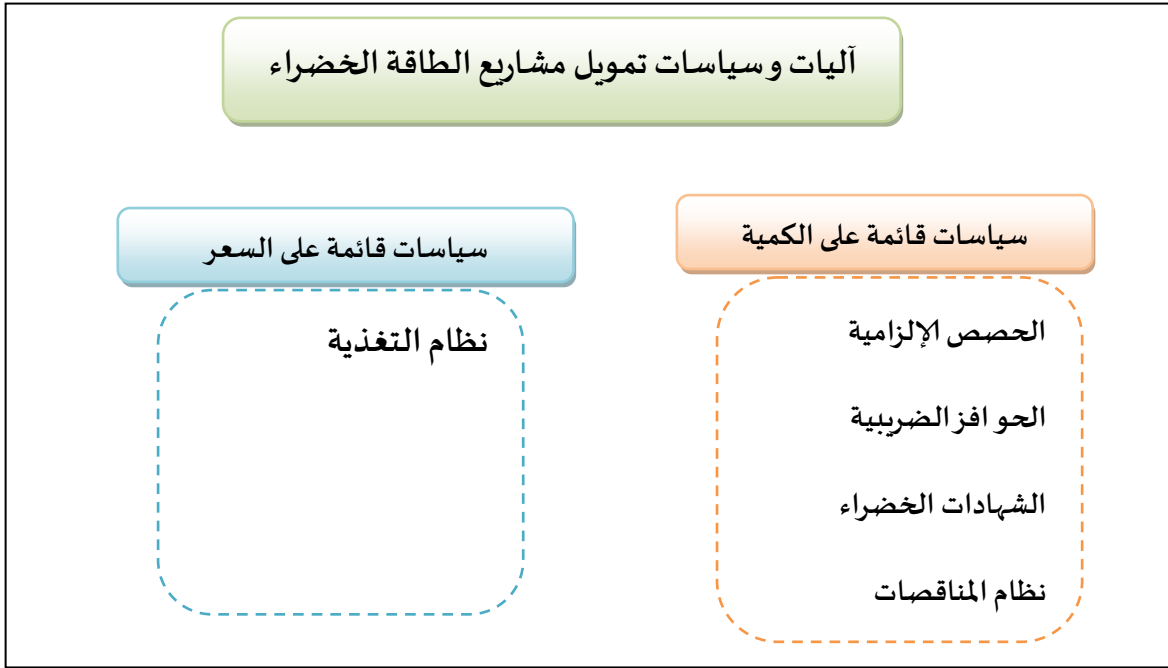 آليات وسياسات تمويل مشاريع الطاقة الخضراء
سياسات قائمة على الكمية
الحصص الإلزامية
الحوافز الضريبية
الشهادات الخضراء
نظام المناقصات
سياسات قائمة على السعر
نظام التغذية